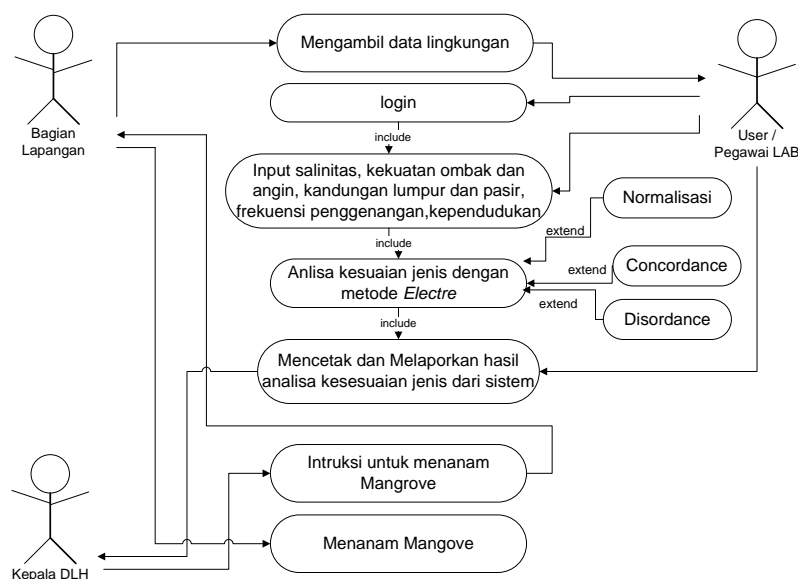 Mengambil data lingkungan
login
Bagian
Lapangan
User /
Pegawai LAB
include
Input salinitas, kekuatan ombak dan
angin, kandungan lumpur dan pasir,
frekuensi penggenangan,kependudukan
Normalisasi
include
extend
Anlisa kesuaian jenis dengan
metode Electre
extend
Concordance
extend
Disordance
include
Mencetak dan Melaporkan hasil
analisa kesesuaian jenis dari sistem
Intruksi untuk menanam
Mangrove
Menanam Mangove
Kepala DLH